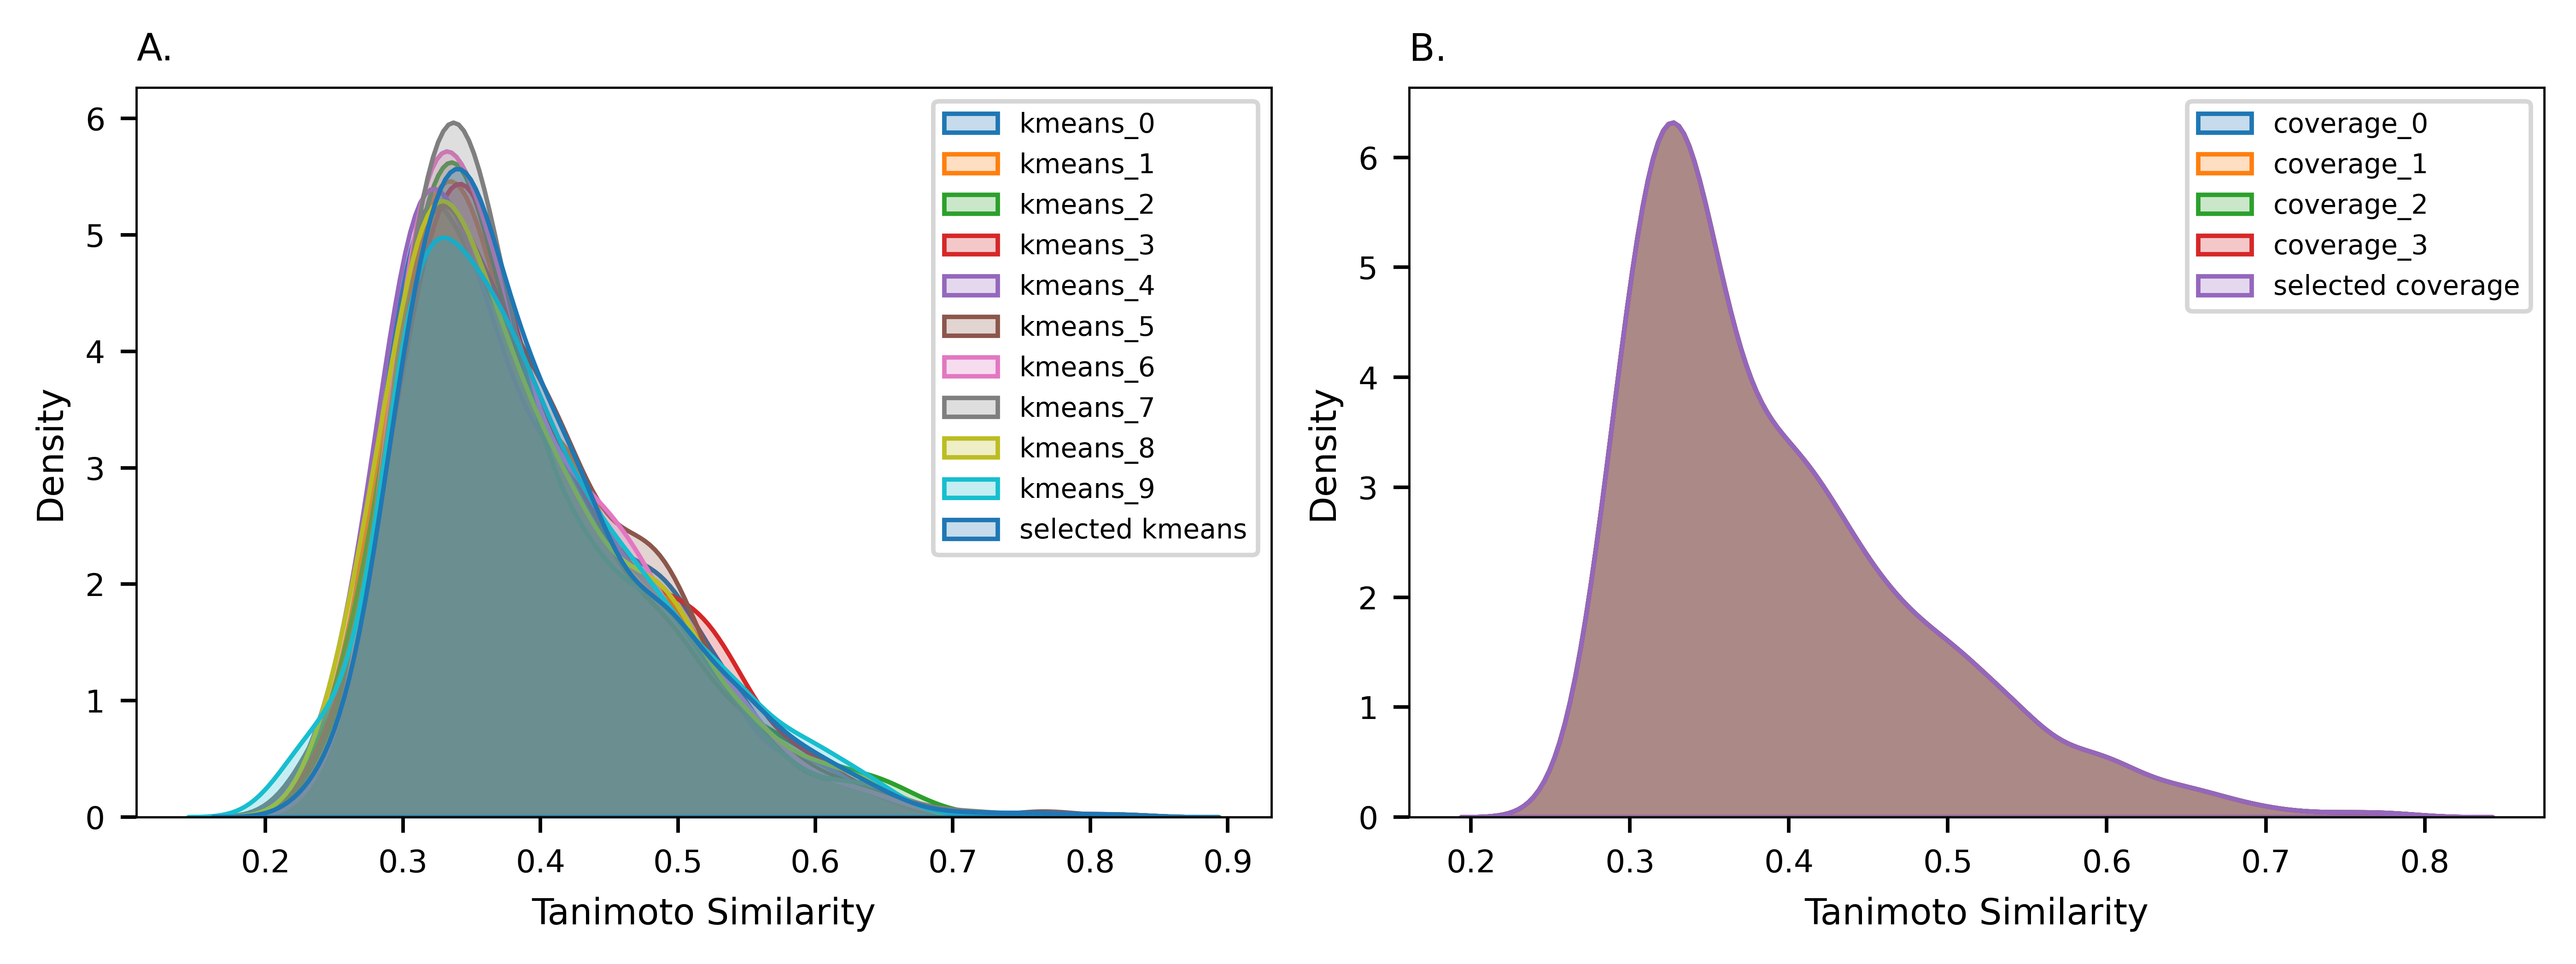 A.
6
5
4
3
2
1
0
Density
0.2 0.3 0.4 0.5 0.6 0.7 0.8 0.9
Tanimoto Similarity
kmeans_0
kmeans_1
kmeans_2
kmeans_3
kmeans_4
kmeans_5
kmeans_6
kmeans_7
kmeans_8
kmeans_9
selected kmeans
B.
6
5
4
3
2
1
0
Density
0.2 0.3 0.4 0.5 0.6 0.7 0.8
Tanimoto Similarity
coverage_0
coverage_1
coverage_2
coverage_3
selected coverage